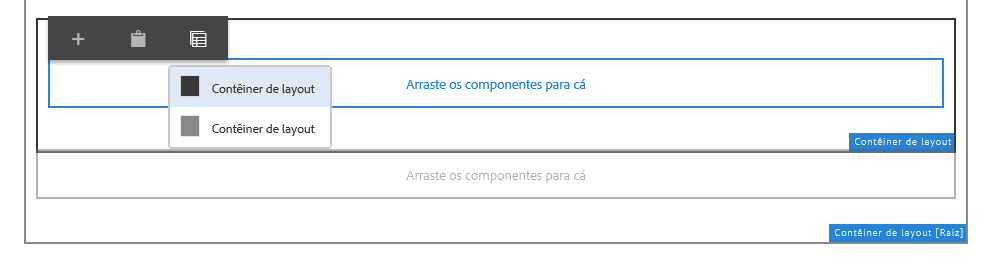 Arraste os componentes para cá
Contêiner de layout
Contêiner de layout
Contêiner de layout
Arraste os componentes para cá
Contêiner de layout [Raiz]